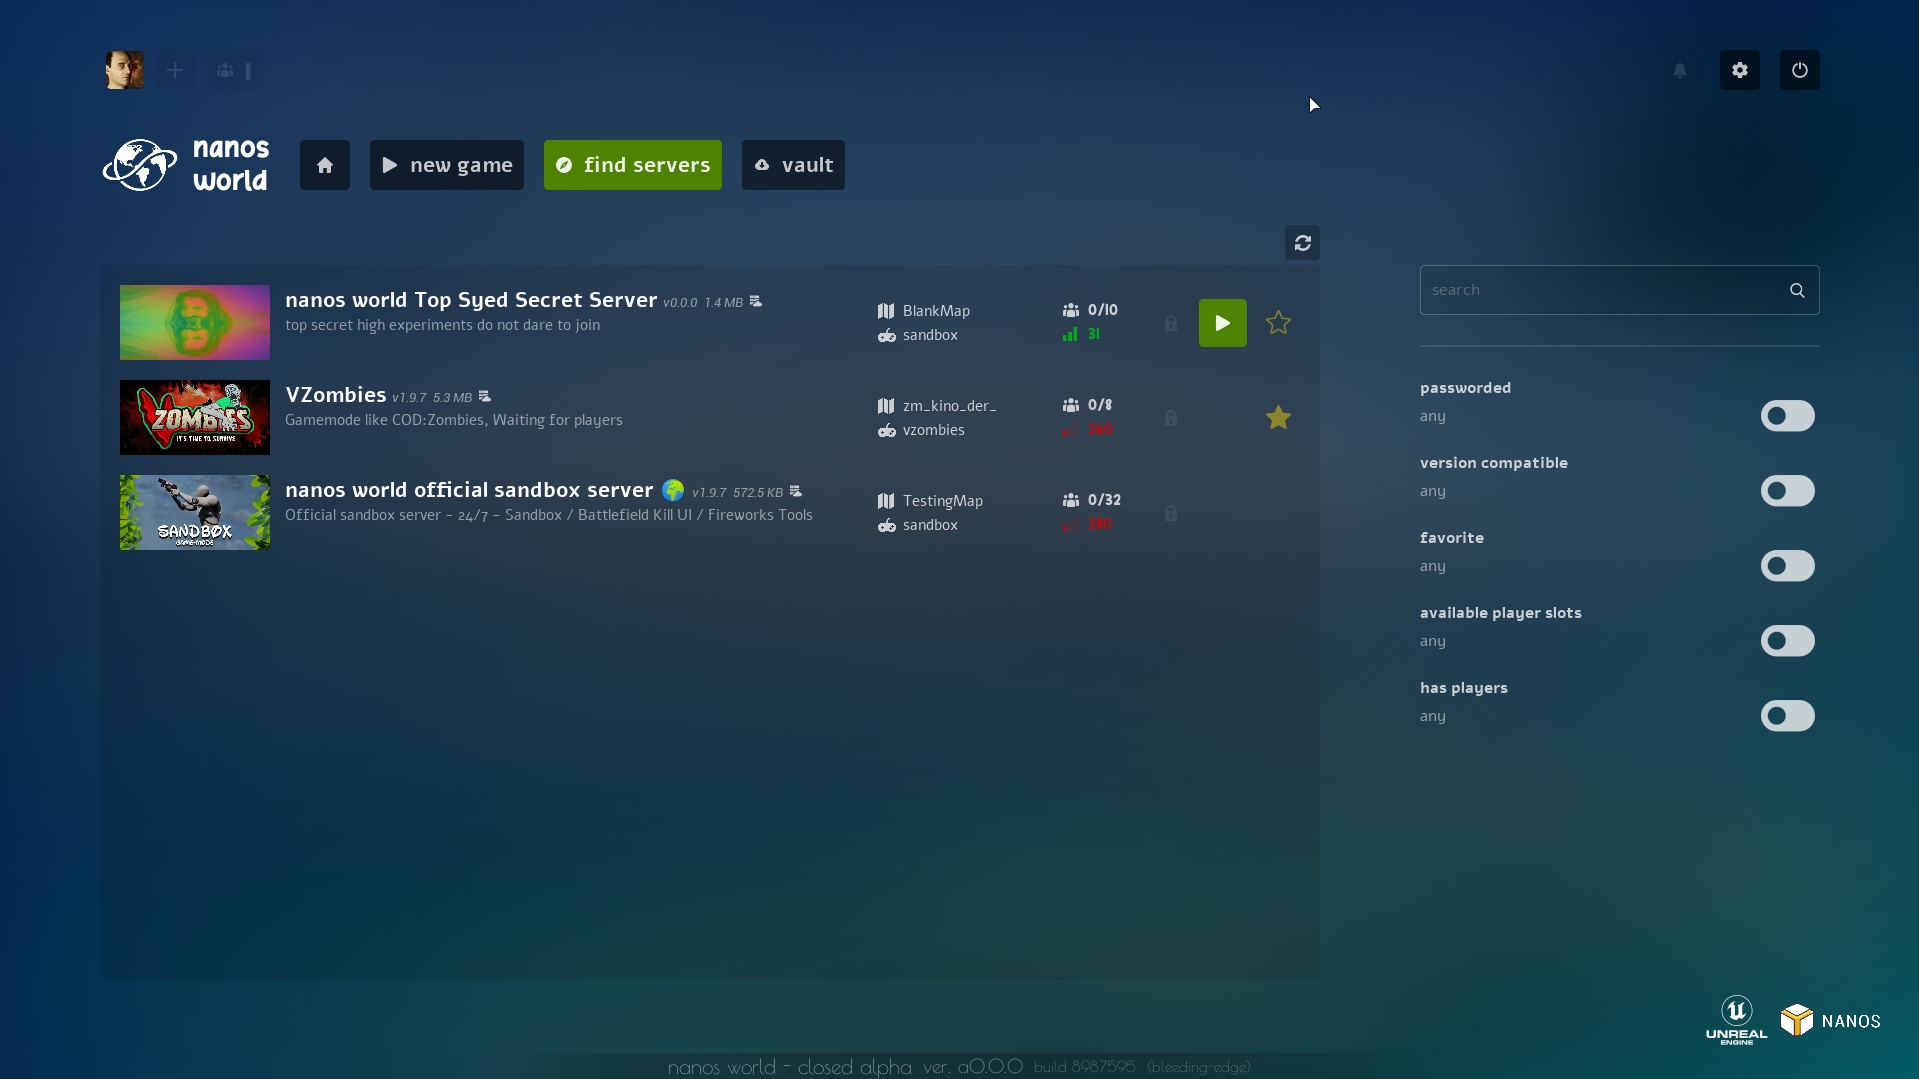 nanos world
new game
find servers
vault
nanos world Top Syed Secret Server v0.0.0 1.4 MB
top secret high experiments do not dare to join
BlankMap
sandbox
0/10
31
ZOMBIES
IT'S TIME TO SURVIVE
VZombies v1.9.7 5.3 MB
Gamemode like COD:Zombies, Waiting for players
zm_kino_der_
vzombies
0/8
260
SANDBOX
GAME-MODE
nanos world official sandbox server 🌍 v1.9.7 572.5 KB
Official sandbox server - 24/7 - Sandbox / Battlefield Kill UI / Fireworks Tools
TestingMap
sandbox
0/32
280
search
passworded
any
version compatible
any
favorite
any
available player slots
any
has players
any
UNREAL
ENGINE
NANOS
nanos world - closed alpha ver. a0.0.0 build 8987595 (bleeding-edge)